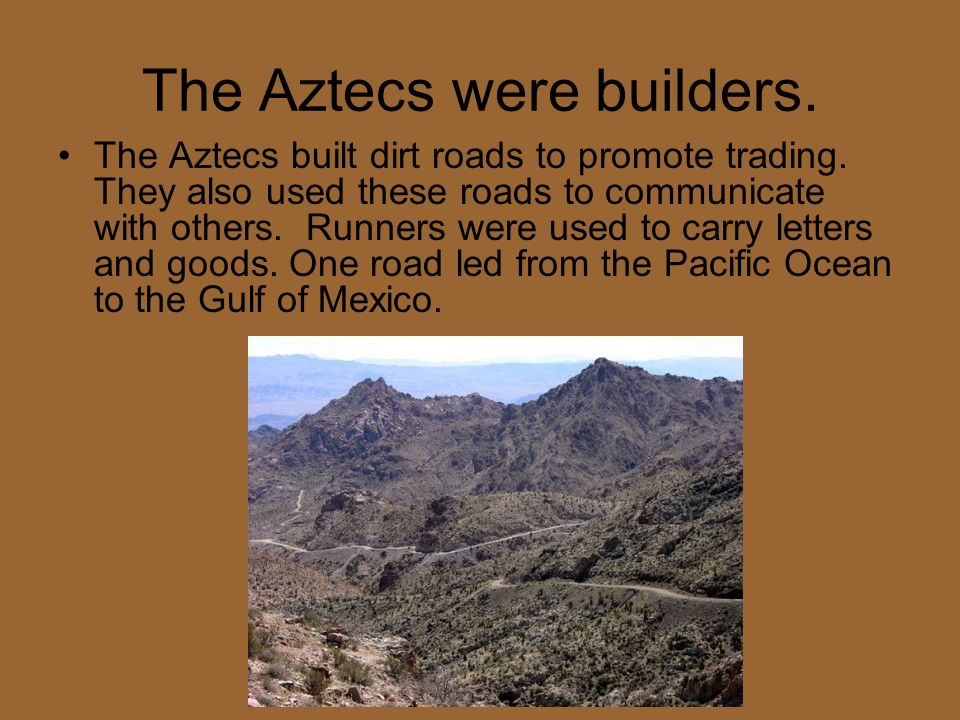 The Aztecs were builders.
• The Aztecs built dirt roads to promote trading.
They also used these roads to communicate
with others.  Runners were used to carry letters
and goods. One road led from the Pacific Ocean
to the Gulf of Mexico.